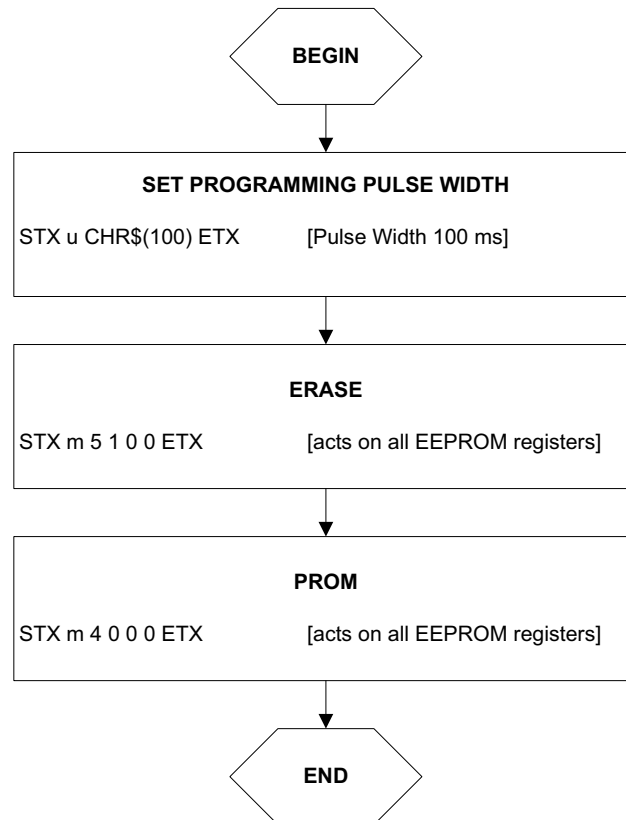 BEGIN
SET PROGRAMMING PULSE WIDTH
STX u CHR$(100) ETX [Pulse Width 100 ms]
ERASE
STX m 5 1 0 0 ETX [acts on all EEPROM registers]
PROM
STX m 4 0 0 0 ETX [acts on all EEPROM registers]
END